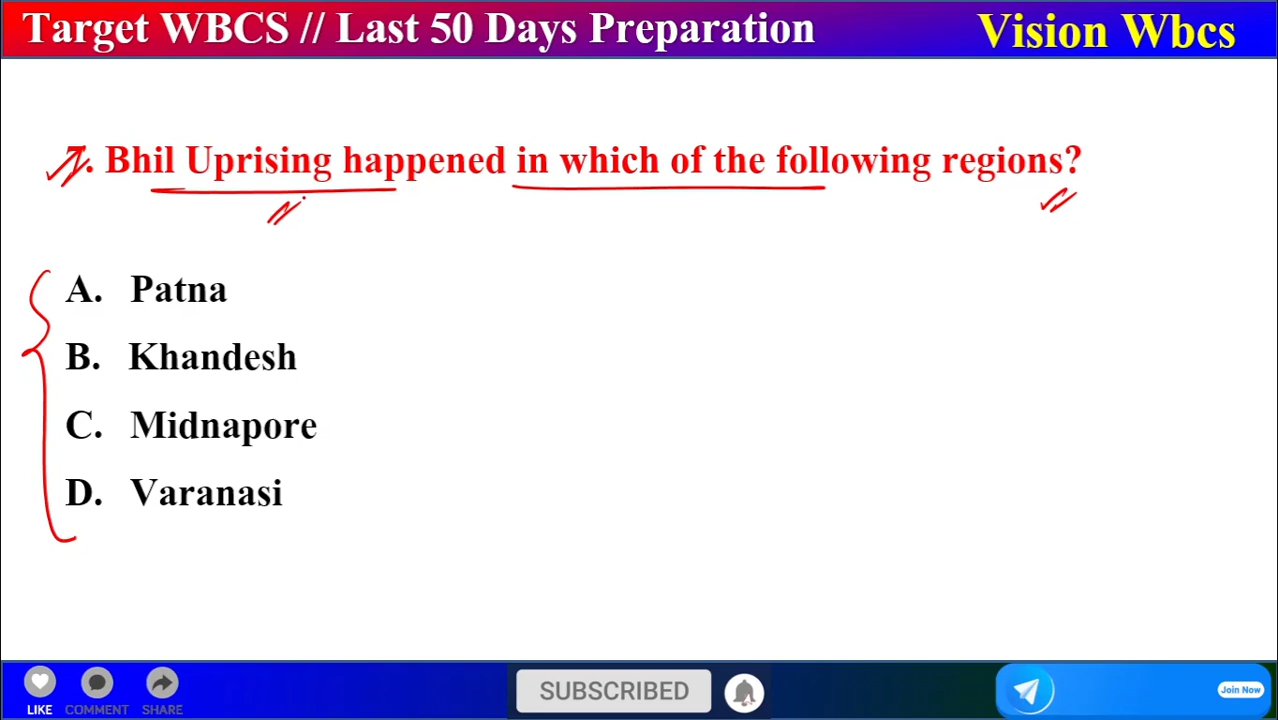 Target WBCS // Last 50 Days Preparation Vision Wbcs
7. Bhil Uprising happened in which of the following regions?
A. Patna
B. Khandesh
C. Midnapore
D. Varanasi
LIKE COMMENT SHARE SUBSCRIBED Join Now